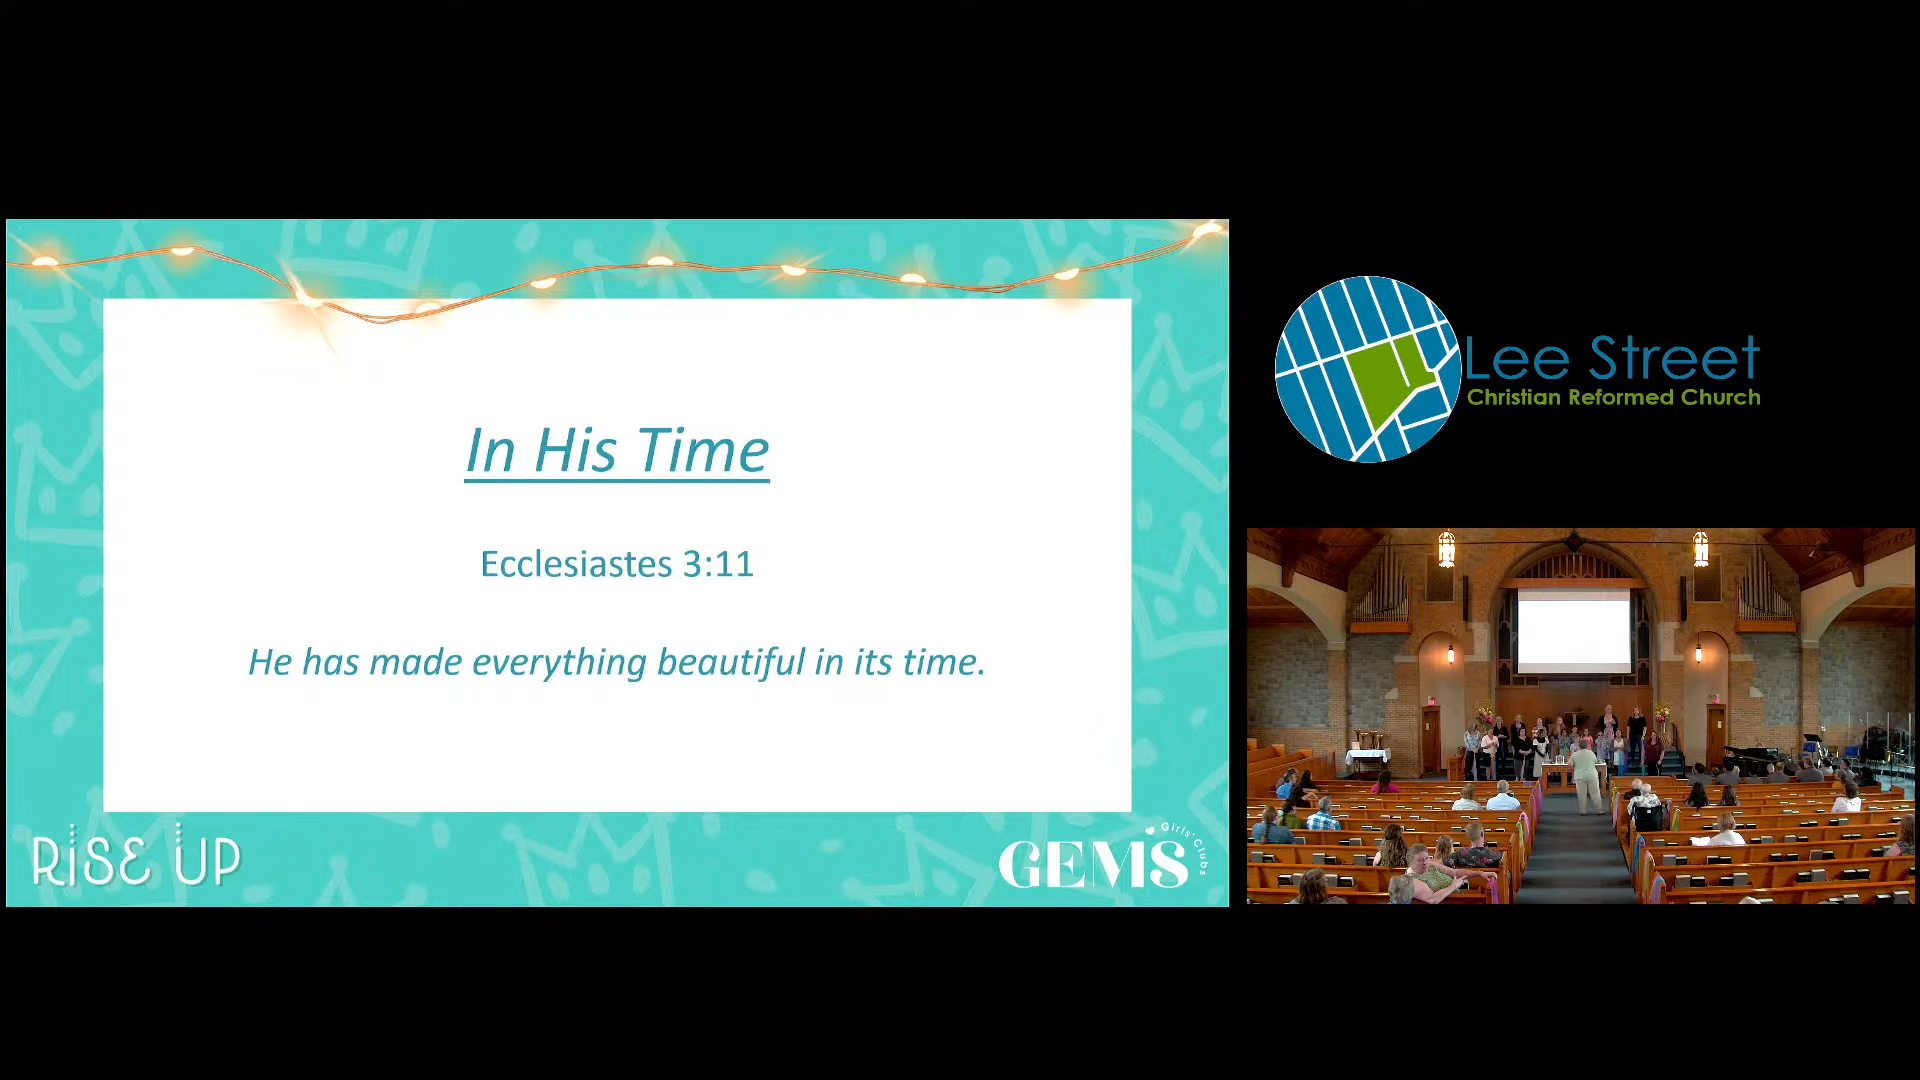 In His Time
Ecclesiastes 3:11
He has made everything beautiful in its time.
RISE UP
GEMS
Girls' Clubs
Lee Street
Christian Reformed Church